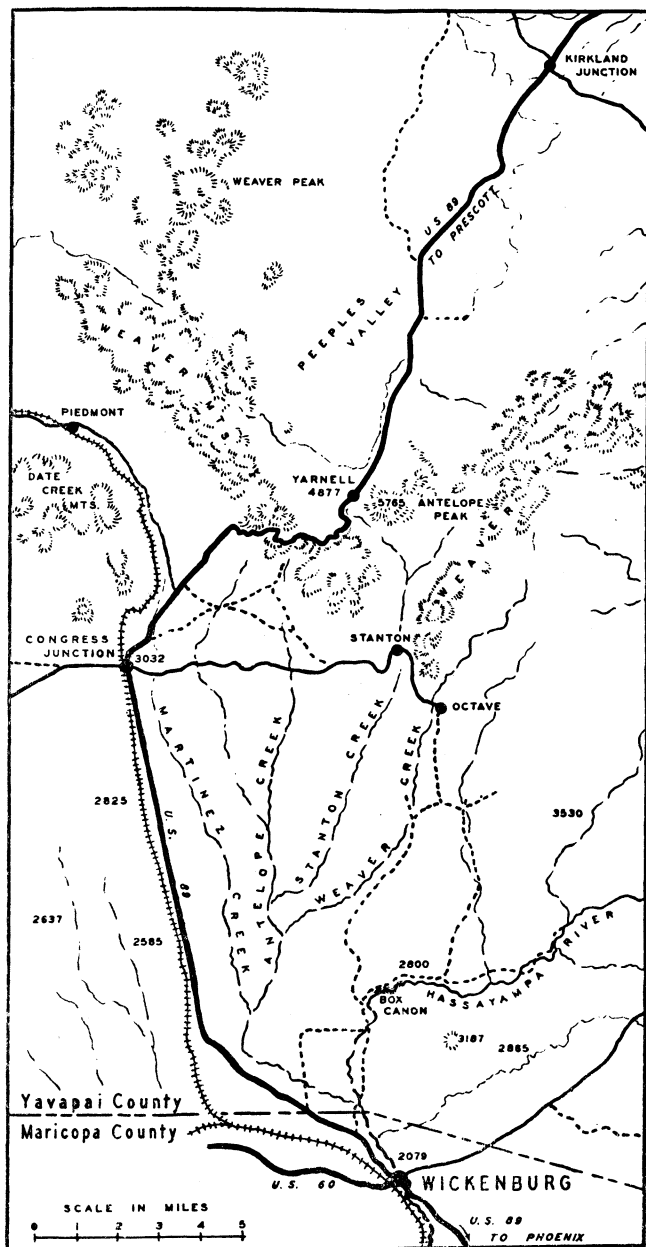 KIRKLAND
JUNCTION
WEAVER PEAK
U.S. 89
TO PRESCOTT
PEEPLES
VALLEY
WEAVER MTS.
PIEDMONT
DATE
CREEK
MTS.
YARNELL
4877
5765 ANTELOPE
PEAK
WEAVER MTS.
CONGRESS
JUNCTION
3032
STANTON
OCTAVE
MARTINEZ CREEK
ANTELOPE CREEK
STANTON CREEK
WEAVER CREEK
2825
U.S. 89
3530
2637
2585
2800
HASSAYAMPA RIVER
BOX
CANON
3187
2865
Yavapai County
Maricopa County
2079
WICKENBURG
U.S. 60
SCALE IN MILES
0 1 2 3 4 5
U.S. 89
TO PHOENIX